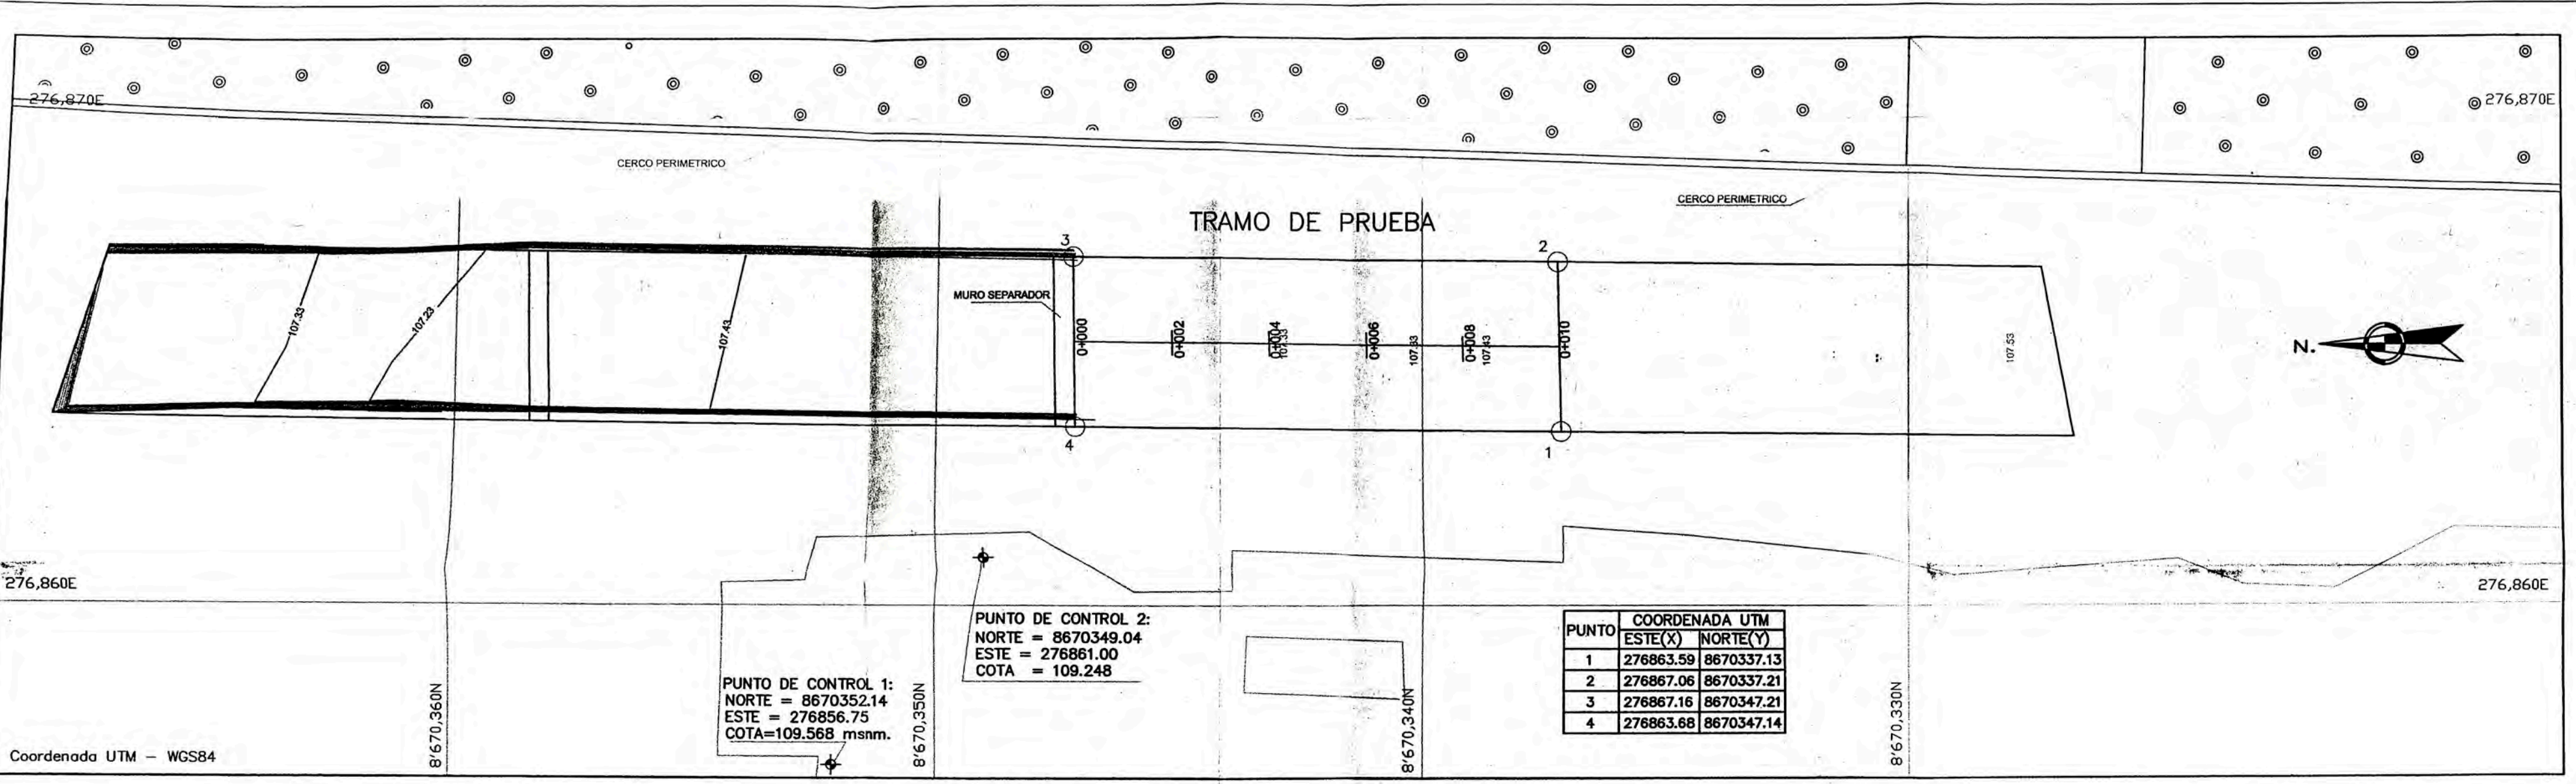 276,870E
276,870E
CERCO PERIMETRICO
CERCO PERIMETRICO
TRAMO DE PRUEBA
3
2
107.33
107.23
107.43
MURO SEPARADOR
0+000
0+002
0+004
107.33
0+006
107.33
0+008
107.43
0+010
107.53
N.
4
1
276,860E
276,860E
PUNTO DE CONTROL 2:
NORTE = 8670349.04
ESTE = 276861.00
COTA = 109.248
PUNTO DE CONTROL 1:
NORTE = 8670352.14
ESTE = 276856.75
COTA=109.568 msnm.
PUNTO COORDENADA UTM
ESTE(X) NORTE(Y)
1 276863.59 8670337.13
2 276867.06 8670337.21
3 276867.16 8670347.21
4 276863.68 8670347.14
8'670,360N
8'670,350N
8'670,340N
8'670,330N
Coordenada UTM – WGS84